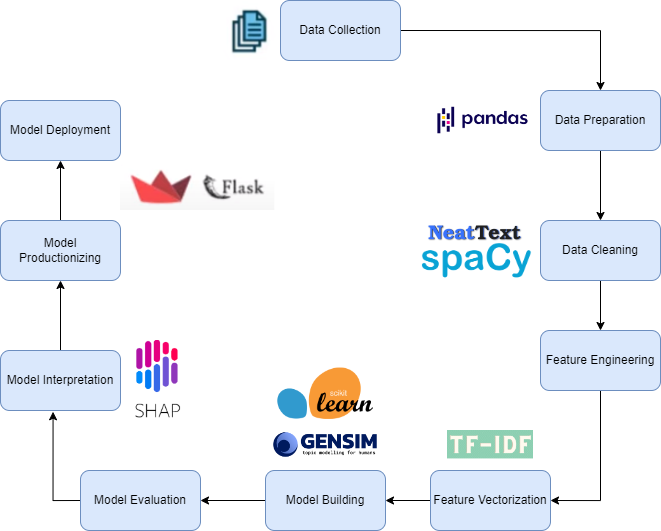 Data Collection
pandas
Data Preparation
Model Deployment
Flask
NeatText
spaCy
Data Cleaning
Model
Productionizing
Feature Engineering
Model Interpretation
SHAP
scikit
learn
GENSIM
topic modelling for humans
TF-IDF
Model Evaluation
Model Building
Feature Vectorization